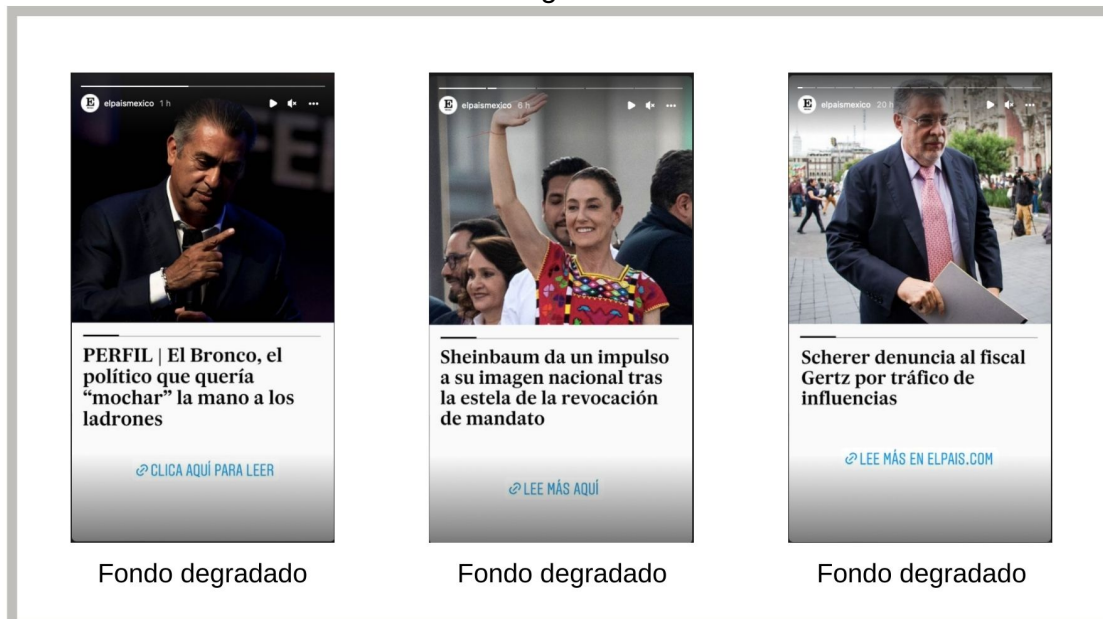 E elpaismexico 1 h
PERFIL | El Bronco, el
político que quería
“mochar” la mano a los
ladrones
CLICA AQUÍ PARA LEER
Fondo degradado
E elpaismexico 6 h
Sheinbaum da un impulso
a su imagen nacional tras
la estela de la revocación
de mandato
LEE MÁS AQUÍ
Fondo degradado
E elpaismexico 20 h
Scherer denuncia al fiscal
Gertz por tráfico de
influencias
LEE MÁS EN ELPAIS.COM
Fondo degradado